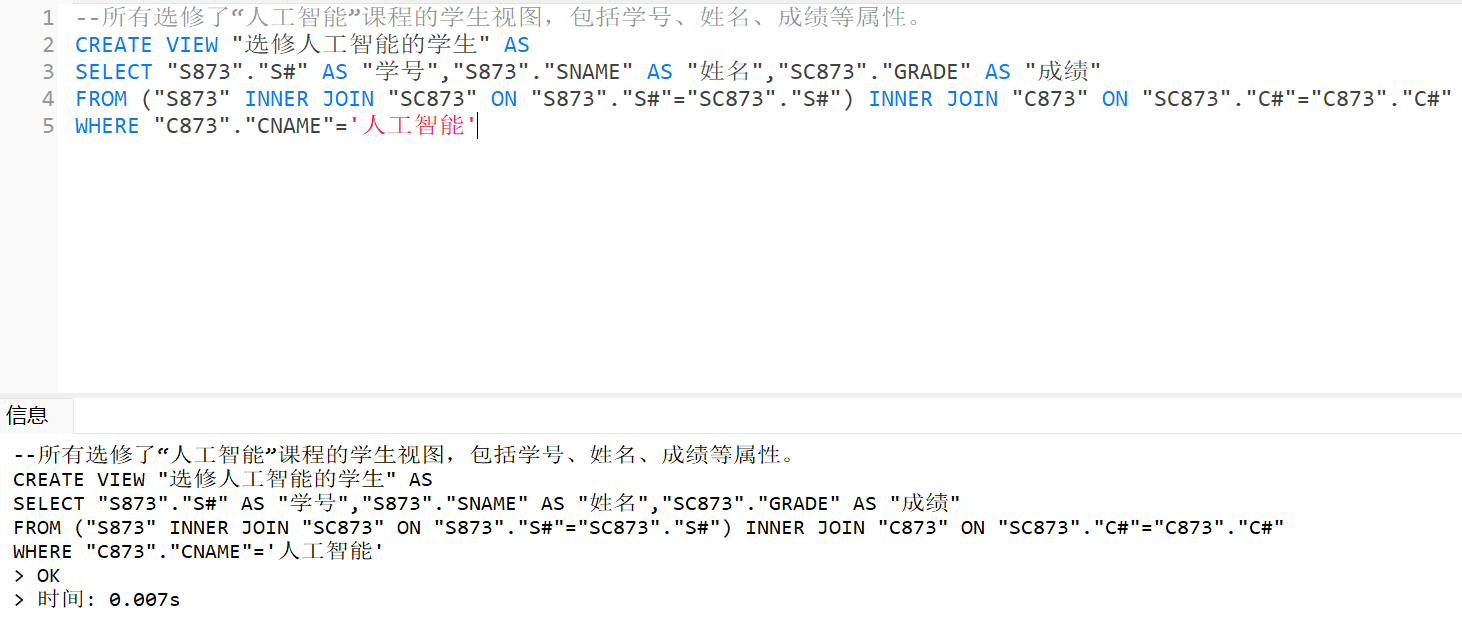 1 --所有选修了“人工智能”课程的学生视图，包括学号、姓名、成绩等属性。
2 CREATE VIEW "选修人工智能的学生" AS
3 SELECT "S873"."S#" AS "学号","S873"."SNAME" AS "姓名","SC873"."GRADE" AS "成绩"
4 FROM ("S873" INNER JOIN "SC873" ON "S873"."S#"="SC873"."S#") INNER JOIN "C873" ON "SC873"."C#"="C873"."C#"
5 WHERE "C873"."CNAME"='人工智能'
信息
--所有选修了“人工智能”课程的学生视图，包括学号、姓名、成绩等属性。
CREATE VIEW "选修人工智能的学生" AS
SELECT "S873"."S#" AS "学号","S873"."SNAME" AS "姓名","SC873"."GRADE" AS "成绩"
FROM ("S873" INNER JOIN "SC873" ON "S873"."S#"="SC873"."S#") INNER JOIN "C873" ON "SC873"."C#"="C873"."C#"
WHERE "C873"."CNAME"='人工智能'
> OK
> 时间: 0.007s